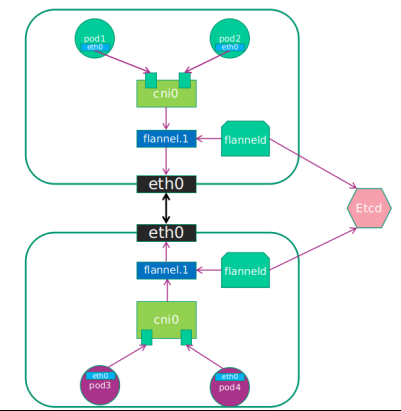 pod1
eth0
pod2
eth0
cni0
flannel.1
flanneld
eth0
Etcd
eth0
flannel.1
flanneld
cni0
eth0
pod3
eth0
pod4